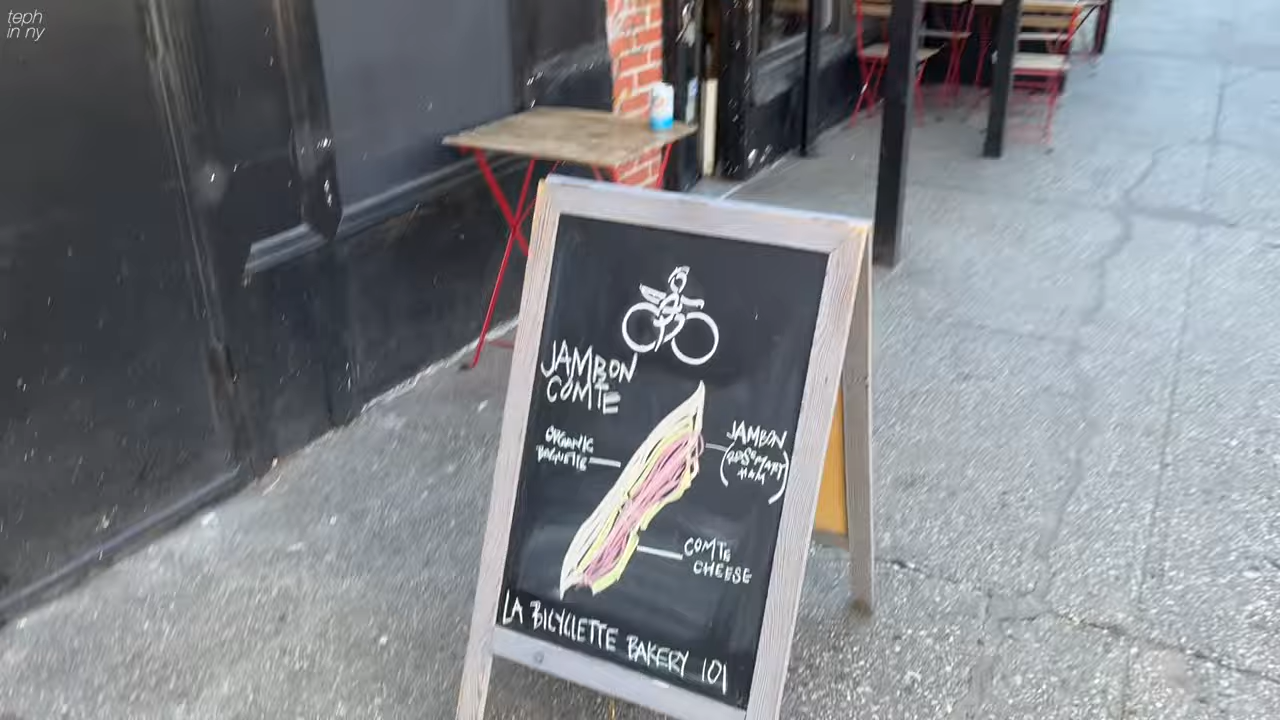 teph
in ny
JAMBON
COMTE
ORGANIC
BAGUETTE
JAMBON
(ROSEMARY
HAM)
COMTE
CHEESE
LA BICYCLETTE BAKERY 101